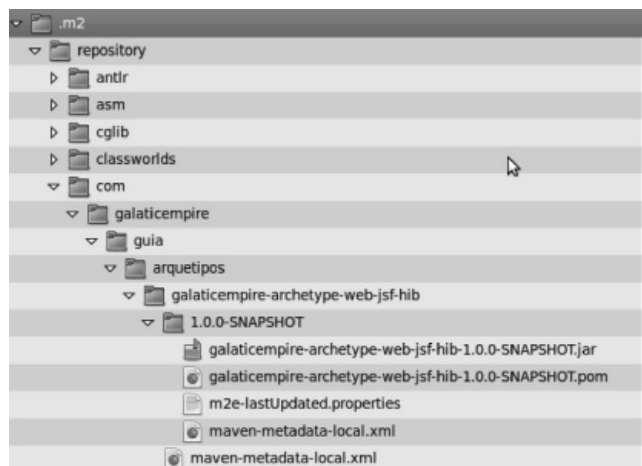 .m2
repository
antlr
asm
cglib
classworlds
com
galaticempire
guia
arquetipos
galaticempire-archetype-web-jsf-hib
1.0.0-SNAPSHOT
galaticempire-archetype-web-jsf-hib-1.0.0-SNAPSHOT.jar
galaticempire-archetype-web-jsf-hib-1.0.0-SNAPSHOT.pom
m2e-lastUpdated.properties
maven-metadata-local.xml
maven-metadata-local.xml